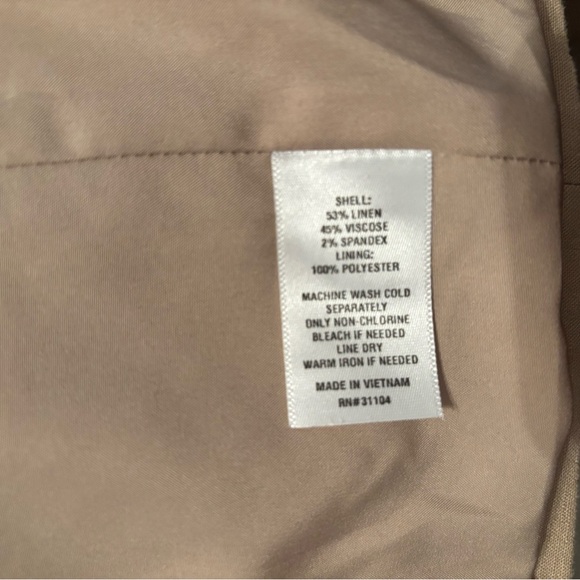 SHELL:
53% LINEN
45% VISCOSE
2% SPANDEX
LINING:
100% POLYESTER
MACHINE WASH COLD
SEPARATELY
ONLY NON-CHLORINE
BLEACH IF NEEDED
LINE DRY
WARM IRON IF NEEDED
MADE IN VIETNAM
RN#31104